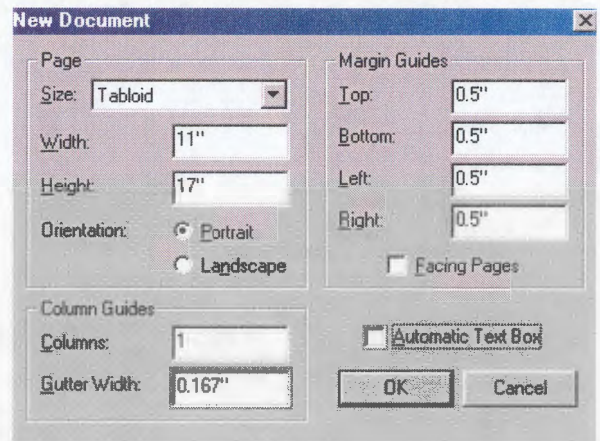 New Document
Page
Size: Tabloid
Width: 11"
Height: 17"
Orientation: Portrait
Landscape
Column Guides
Columns: 1
Gutter Width: 0.167"
Margin Guides
Top: 0.5"
Bottom: 0.5"
Left: 0.5"
Right: 0.5"
Facing Pages
Automatic Text Box
OK Cancel